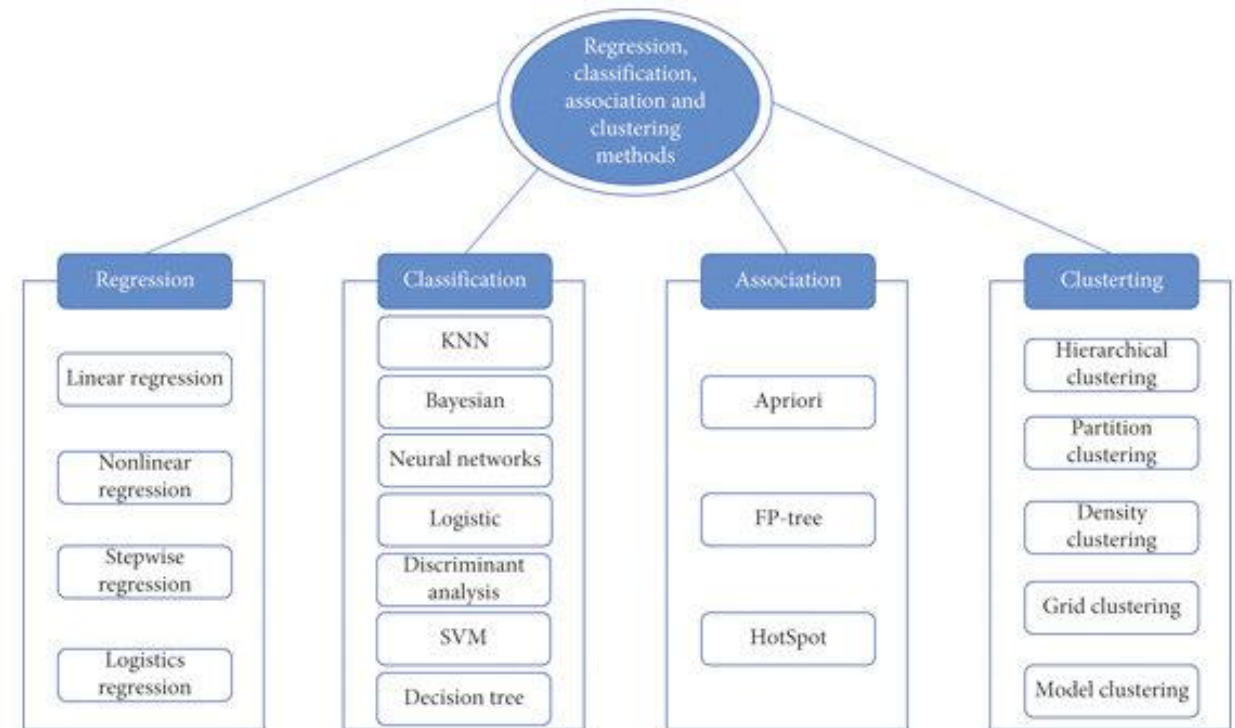 Regression,
classification,
association and
clustering
methods
Regression
Linear regression
Nonlinear
regression
Stepwise
regression
Logistics
regression
Classification
KNN
Bayesian
Neural networks
Logistic
Discriminant
analysis
SVM
Decision tree
Association
Apriori
FP-tree
HotSpot
Clusterting
Hierarchical
clustering
Partition
clustering
Density
clustering
Grid clustering
Model clustering